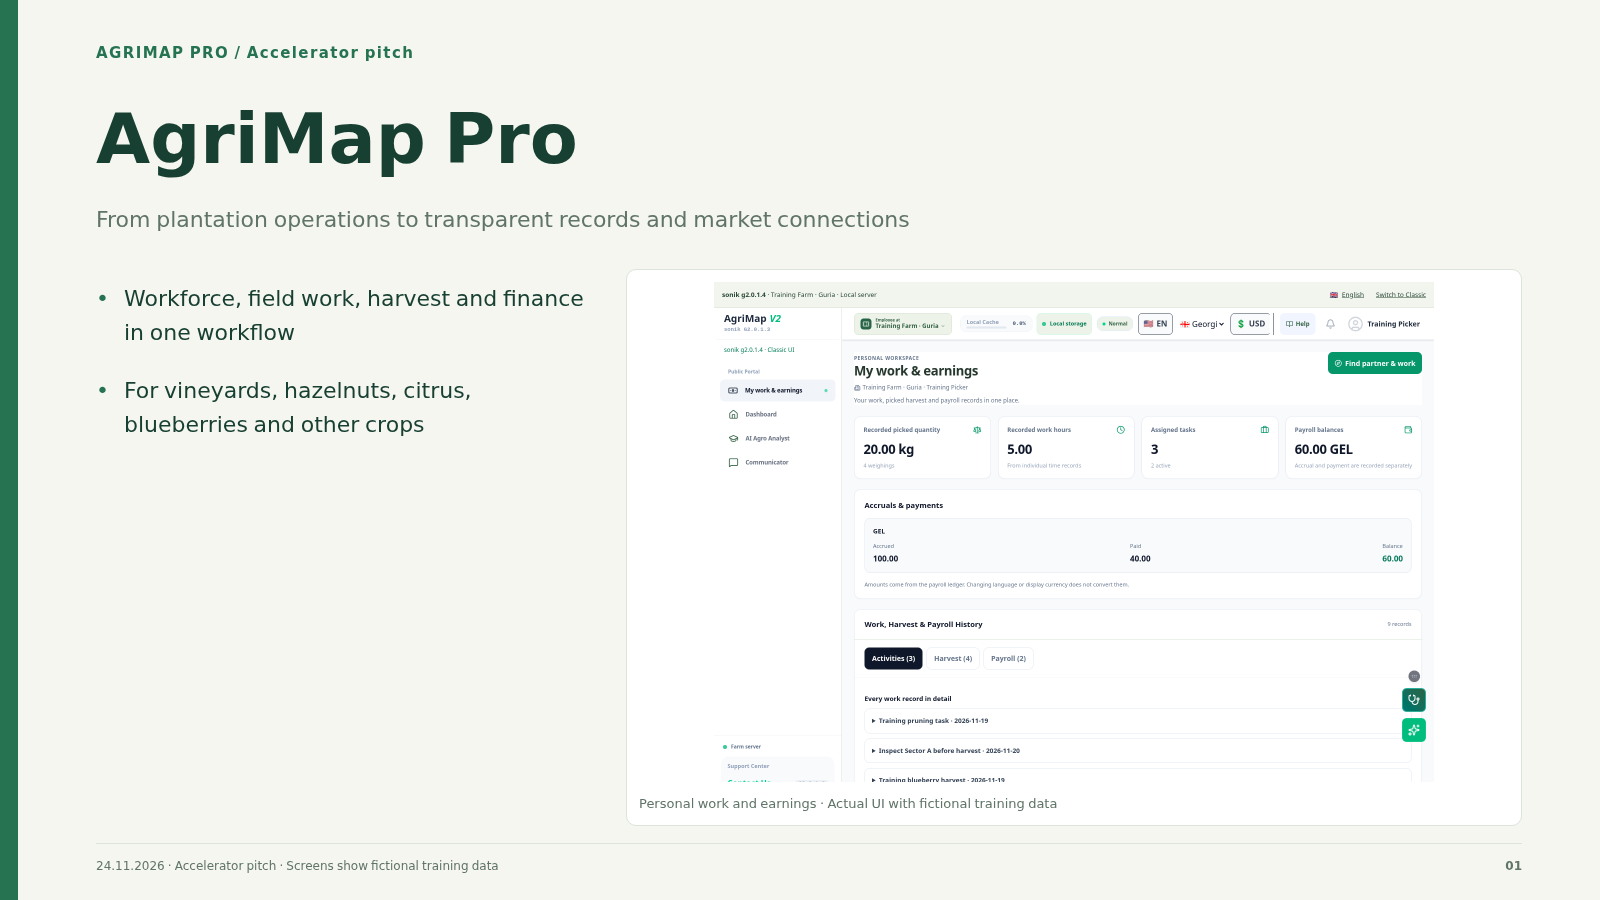 AGRIMAP PRO / Accelerator pitch
AgriMap Pro
From plantation operations to transparent records and market connections
• Workforce, field work, harvest and finance
in one workflow
• For vineyards, hazelnuts, citrus,
blueberries and other crops
sonik g2.0.1.4 · Training Farm · Guria · Local server
English
Switch to Classic
AgriMap V2
sonik G2.0.1.3
Employee at
Training Farm · Guria
Local Cache 0.0%
Local storage
Normal
EN
Georgi
$ USD
Help
Training Picker
sonik g2.0.1.4 · Classic UI
Public Portal
My work & earnings
Dashboard
AI Agro Analyst
Communicator
PERSONAL WORKSPACE
My work & earnings
Training Farm · Guria · Training Picker
Your work, picked harvest and payroll records in one place.
Find partner & work
Recorded picked quantity
20.00 kg
4 weighings
Recorded work hours
5.00
From individual time records
Assigned tasks
3
2 active
Payroll balances
60.00 GEL
Accrual and payment are recorded separately
Accruals & payments
GEL
Accrued
100.00
Paid
40.00
Balance
60.00
Amounts come from the payroll ledger. Changing language or display currency does not convert them.
Work, Harvest & Payroll History
9 records
Activities (3)
Harvest (4)
Payroll (2)
Every work record in detail
Training pruning task · 2026-11-19
Inspect Sector A before harvest · 2026-11-20
Training blueberry harvest · 2026-11-19
Farm server
Support Center
Personal work and earnings · Actual UI with fictional training data
24.11.2026 · Accelerator pitch · Screens show fictional training data
01